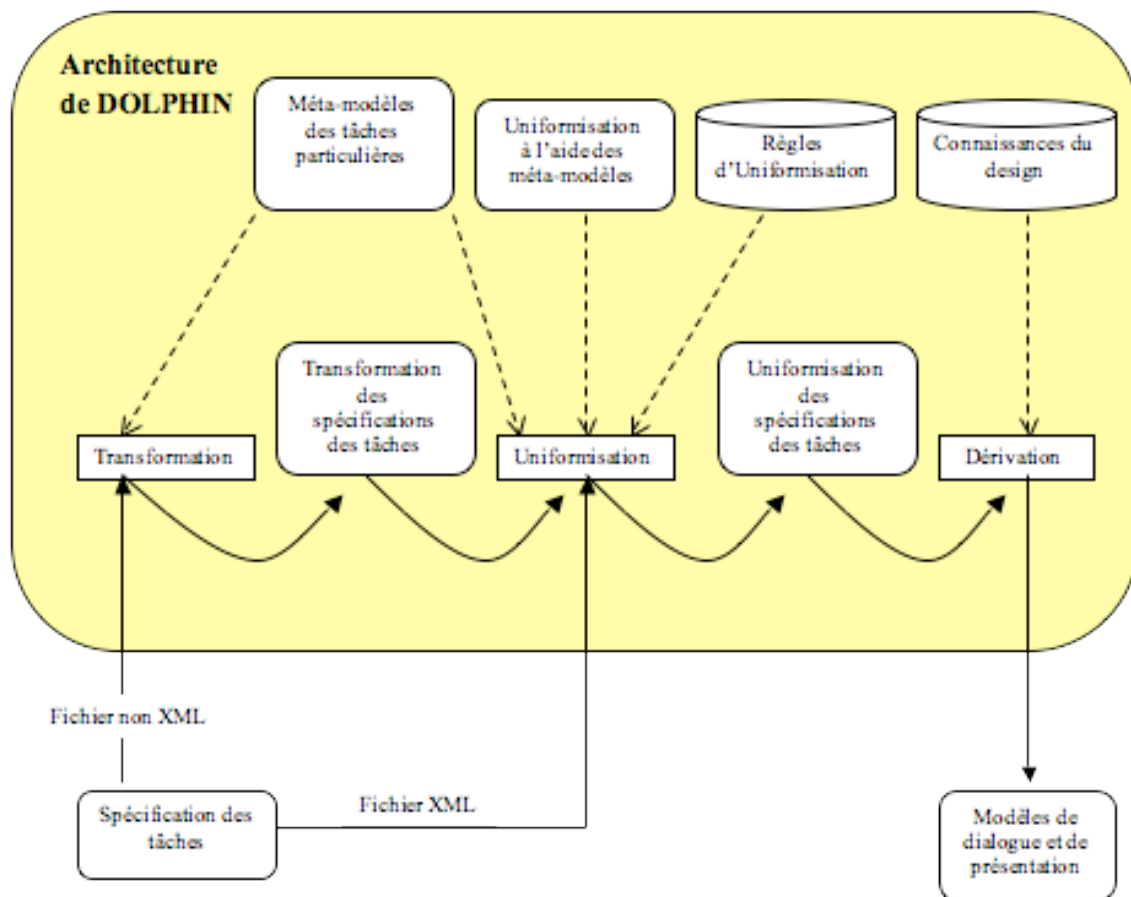 Architecture
de DOLPHIN
Méta-modèles
des tâches
particulières
Uniformisation
à l'aide des
méta-modèles
Règles
d'Uniformisation
Connaissances du
design
Transformation
des
spécifications
des tâches
Uniformisation
des
spécifications
des tâches
Transformation
Uniformisation
Dérivation
Fichier non XML
Fichier XML
Spécification des
tâches
Modèles de
dialogue et de
présentation